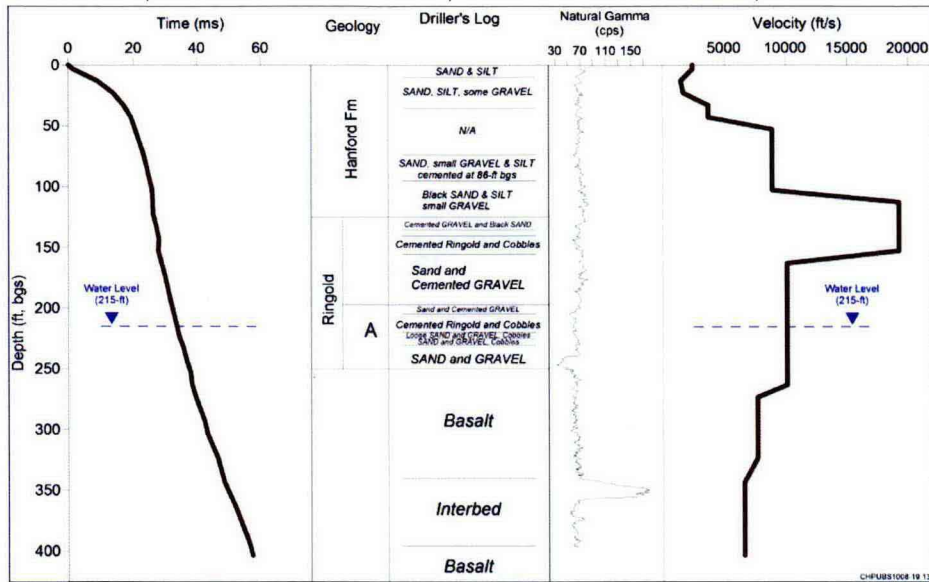 Time (ms)
0 20 40 60
Geology
Driller's Log
Natural Gamma
(cps)
30 70 110 150
Velocity (ft/s)
5000 10000 15000 20000
Depth (ft, bgs)
0
50
100
150
200
250
300
350
400
Water Level
(215-ft)
Hanford Fm
Ringold
A
SAND & SILT
SAND, SILT, some GRAVEL
N/A
SAND, small GRAVEL & SILT
cemented at 86-ft bgs
Black SAND & SILT
small GRAVEL
Cemented GRAVEL and Black SAND
Cemented Ringold and Cobbles
Sand and
Cemented GRAVEL
Sand and Cemented GRAVEL
Cemented Ringold and Cobbles
Loose SAND and GRAVEL, Cobbles
SAND and GRAVEL, Cobbles
SAND and GRAVEL
Basalt
Interbed
Basalt
Water Level
(215-ft)